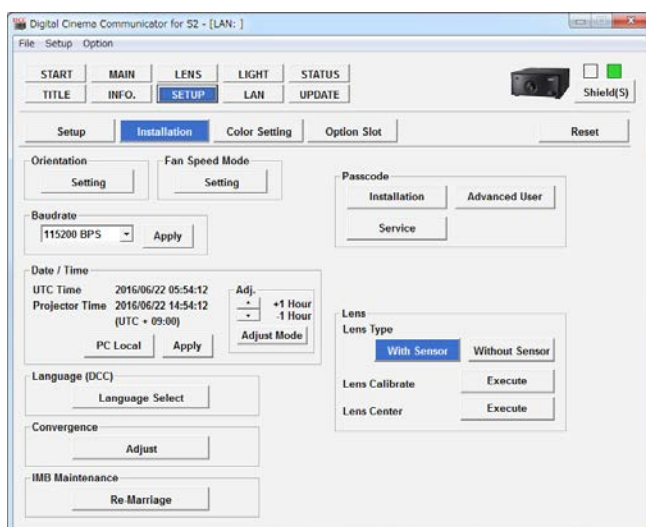 Digital Cinema Communicator for S2 - [LAN: ]
File Setup Option
START MAIN LENS LIGHT STATUS
TITLE INFO. SETUP LAN UPDATE
Shield(S)
Setup Installation Color Setting Option Slot Reset
Orientation
Setting
Fan Speed Mode
Setting
Baudrate
115200 BPS Apply
Date / Time
UTC Time 2016/06/22 05:54:12
Projector Time 2016/06/22 14:54:12
(UTC + 09:00)
PC Local Apply
Adj.
+1 Hour
-1 Hour
Adjust Mode
Language (DCC)
Language Select
Convergence
Adjust
IMB Maintenance
Re-Marriage
Passcode
Installation Advanced User
Service
Lens
Lens Type
With Sensor Without Sensor
Lens Calibrate Execute
Lens Center Execute